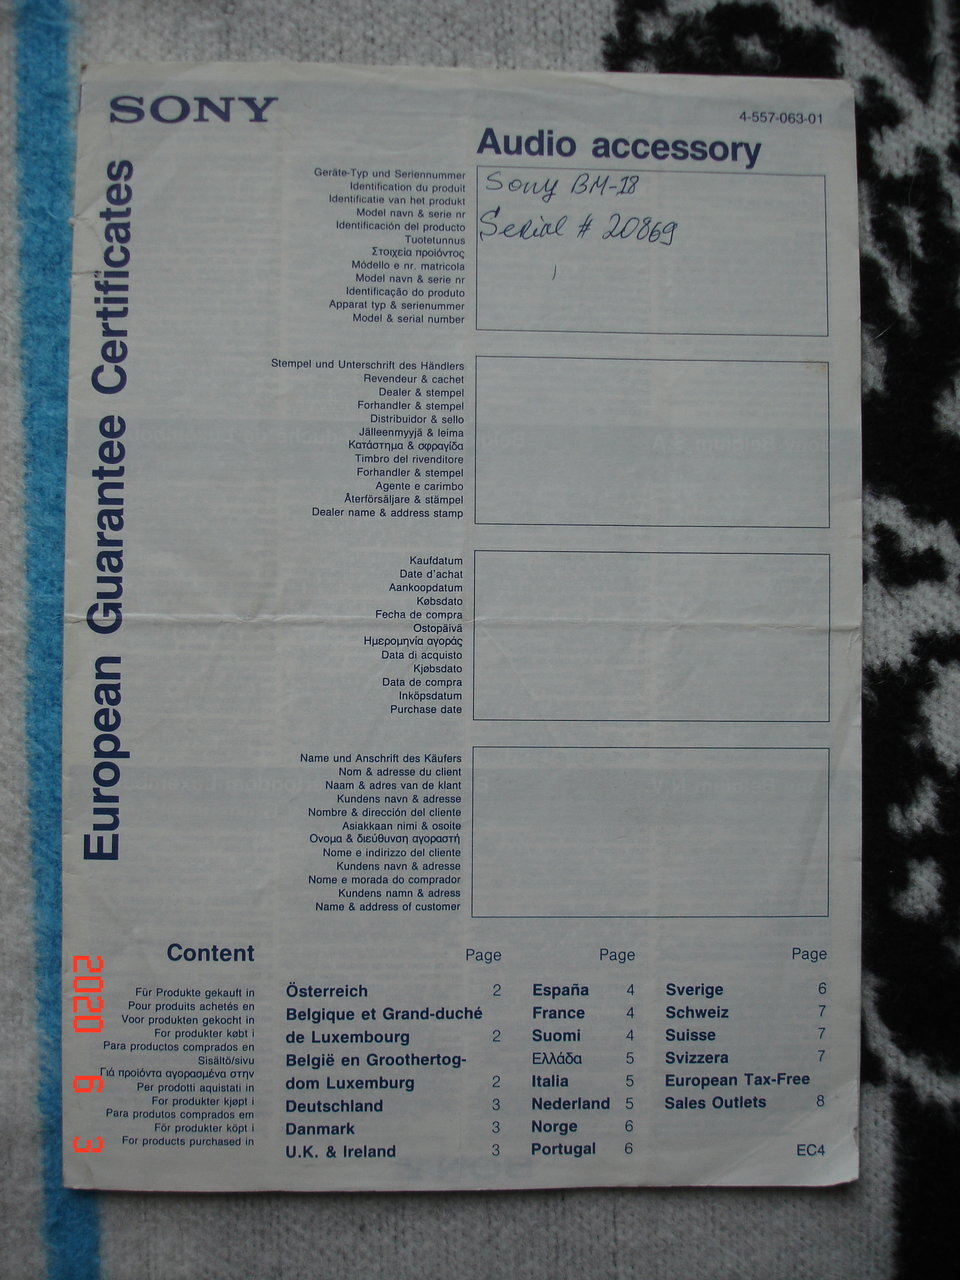 SONY
4-557-063-01
Audio accessory
European Guarantee Certificates
Geräte-Typ und Seriennummer
Identification du produit
Identificatie van het produkt
Model navn & serie nr
Identificación del producto
Tuotetunnus
Στοιχεία προϊόντος
Módello e nr. matricola
Model navn & serie nr
Identificação do produto
Apparat typ & serienummer
Model & serial number
Sony BM-18
Serial # 20869
Stempel und Unterschrift des Händlers
Revendeur & cachet
Dealer & stempel
Forhandler & stempel
Distribuidor & sello
Jälleenmyyjä & leima
Κατάστημα & σφραγίδα
Timbro del rivenditore
Forhandler & stempel
Agente e carimbo
Återförsäljare & stämpel
Dealer name & address stamp
Kaufdatum
Date d'achat
Aankoopdatum
Købsdato
Fecha de compra
Ostopäivä
Ημερομηνία αγοράς
Data di acquisto
Kjøbsdato
Data de compra
Inköpsdatum
Purchase date
Name und Anschrift des Käufers
Nom & adresse du client
Naam & adres van de klant
Kundens navn & adresse
Nombre & dirección del cliente
Asiakkaan nimi & osoite
Ονομα & διεύθυνση αγοραστή
Nome e indirizzo del cliente
Kundens navn & adresse
Nome e morada do comprador
Kundens namn & adress
Name & address of customer
Content
Für Produkte gekauft in
Pour produits achetés en
Voor produkten gekocht in
For produkter købt i
Para productos comprados en
Sisältö/sivu
Γιά προϊόντα αγορασμένα στην
Per prodotti aquistati in
For produkter kjøpt i
Para produtos comprados em
För produkter köpt i
For products purchased in
Page
Österreich 2
Belgique et Grand-duché
de Luxembourg 2
België en Groothertog-
dom Luxemburg 2
Deutschland 3
Danmark 3
U.K. & Ireland 3
Page
España 4
France 4
Suomi 4
Ελλάδα 5
Italia 5
Nederland 5
Norge 6
Portugal 6
Page
Sverige 6
Schweiz 7
Suisse 7
Svizzera 7
European Tax-Free
Sales Outlets 8
EC4
2020 6 3